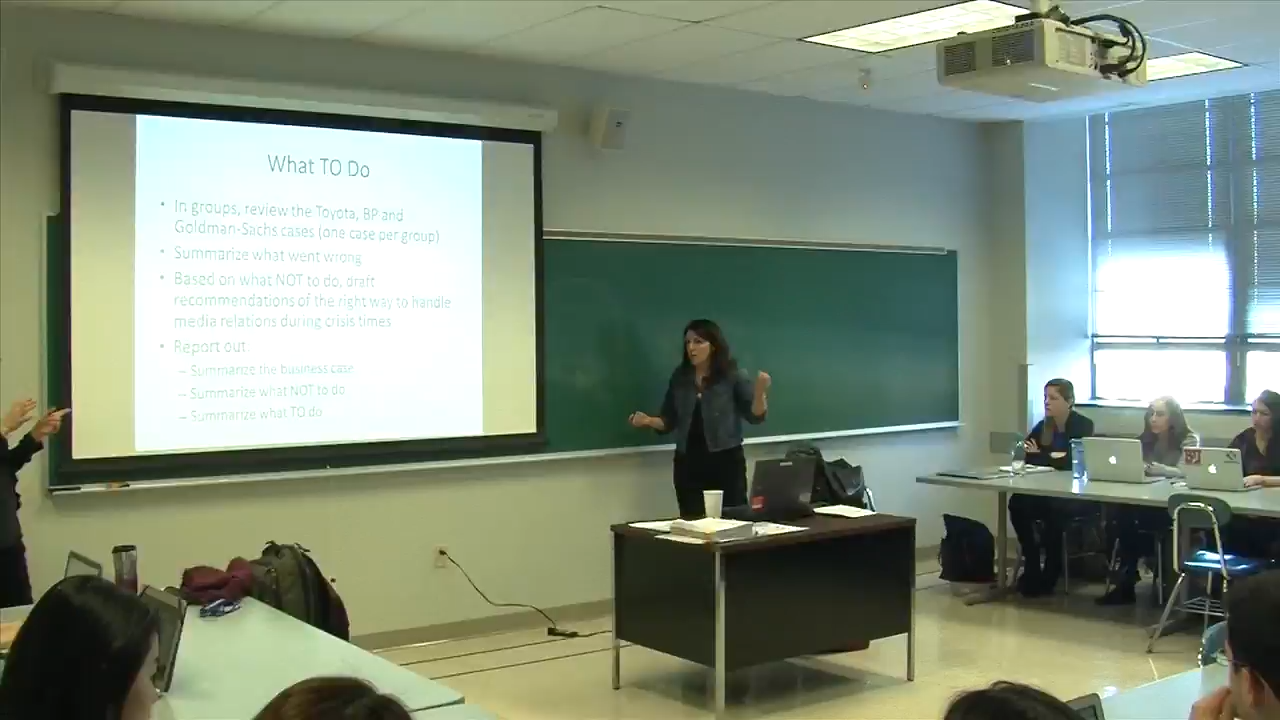 What TO Do
• In groups, review the Toyota, BP and
Goldman-Sachs cases (one case per group)
• Summarize what went wrong
• Based on what NOT to do, draft
recommendations of the right way to handle
media relations during crisis times
• Report out.
– Summarize the business case
– Summarize what NOT to do
– Summarize what TO do